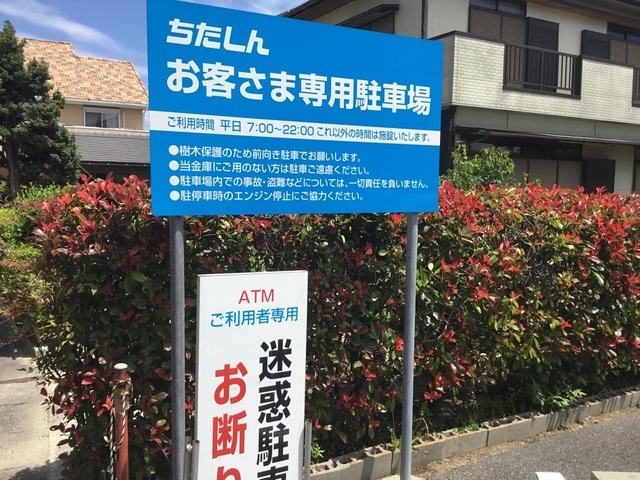 ちたしん
お客さま専用駐車場
ご利用時間 平日 7:00〜22:00 これ以外の時間は施錠いたします。
●樹木保護のため前向き駐車でお願いします。
●当金庫にご用のない方は駐車ご遠慮ください。
●駐車場内での事故・盗難などについては、一切責任を負いません。
●駐停車時のエンジン停止にご協力ください。
ATM
ご利用者専用
迷惑駐車
お断り